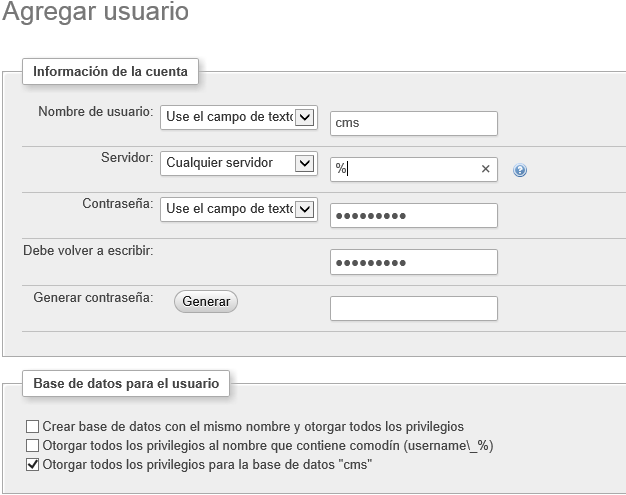 Agregar usuario
Información de la cuenta
Nombre de usuario: Use el campo de texto cms
Servidor: Cualquier servidor % ×
Contraseña: Use el campo de texto ●●●●●●●●●
Debe volver a escribir: ●●●●●●●●●
Generar contraseña: Generar
Base de datos para el usuario
Crear base de datos con el mismo nombre y otorgar todos los privilegios
Otorgar todos los privilegios al nombre que contiene comodín (username\_%)
Otorgar todos los privilegios para la base de datos "cms"